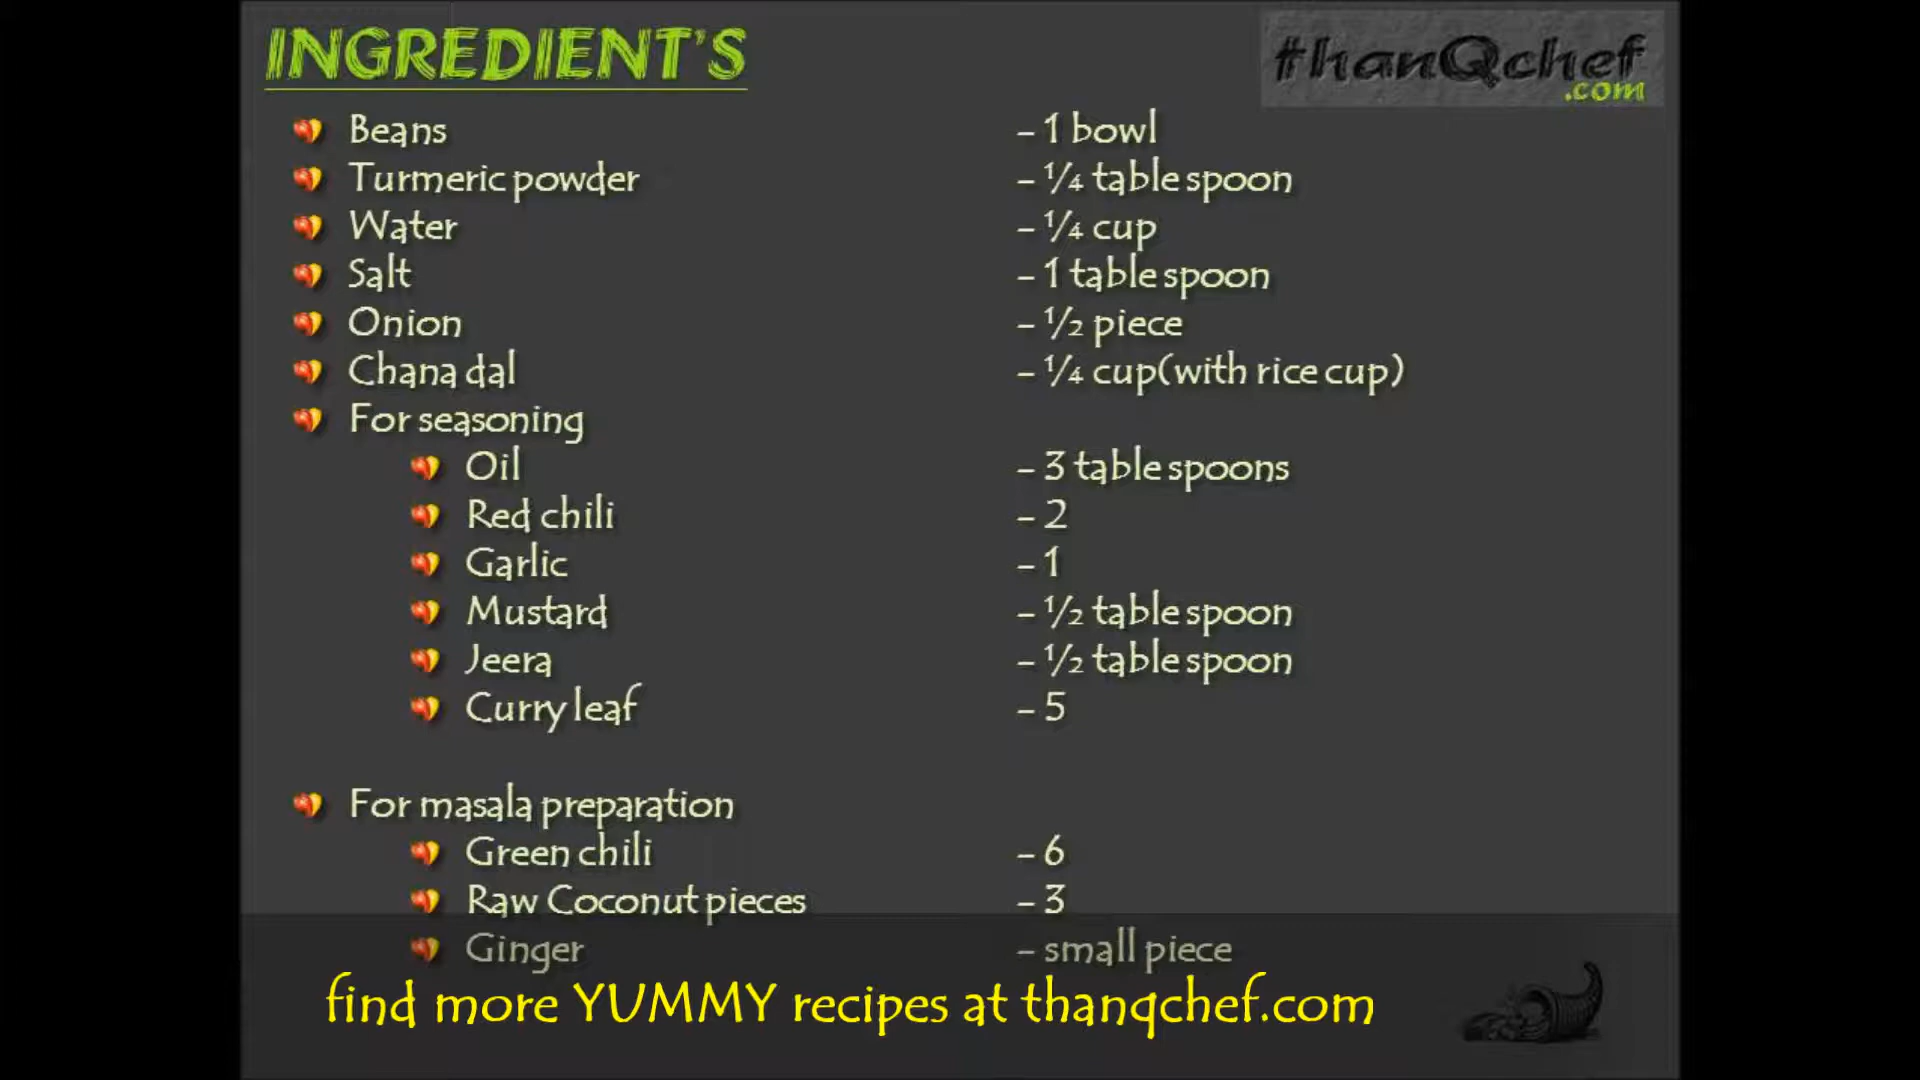 INGREDIENT'S
thanQchef
.com
Beans - 1 bowl
Turmeric powder - ¼ table spoon
Water - ¼ cup
Salt - 1 table spoon
Onion - ½ piece
Chana dal - ¼ cup(with rice cup)
For seasoning
Oil - 3 table spoons
Red chili - 2
Garlic - 1
Mustard - ½ table spoon
Jeera - ½ table spoon
Curry leaf - 5
For masala preparation
Green chili - 6
Raw Coconut pieces - 3
Ginger - small piece
find more YUMMY recipes at thanqchef.com